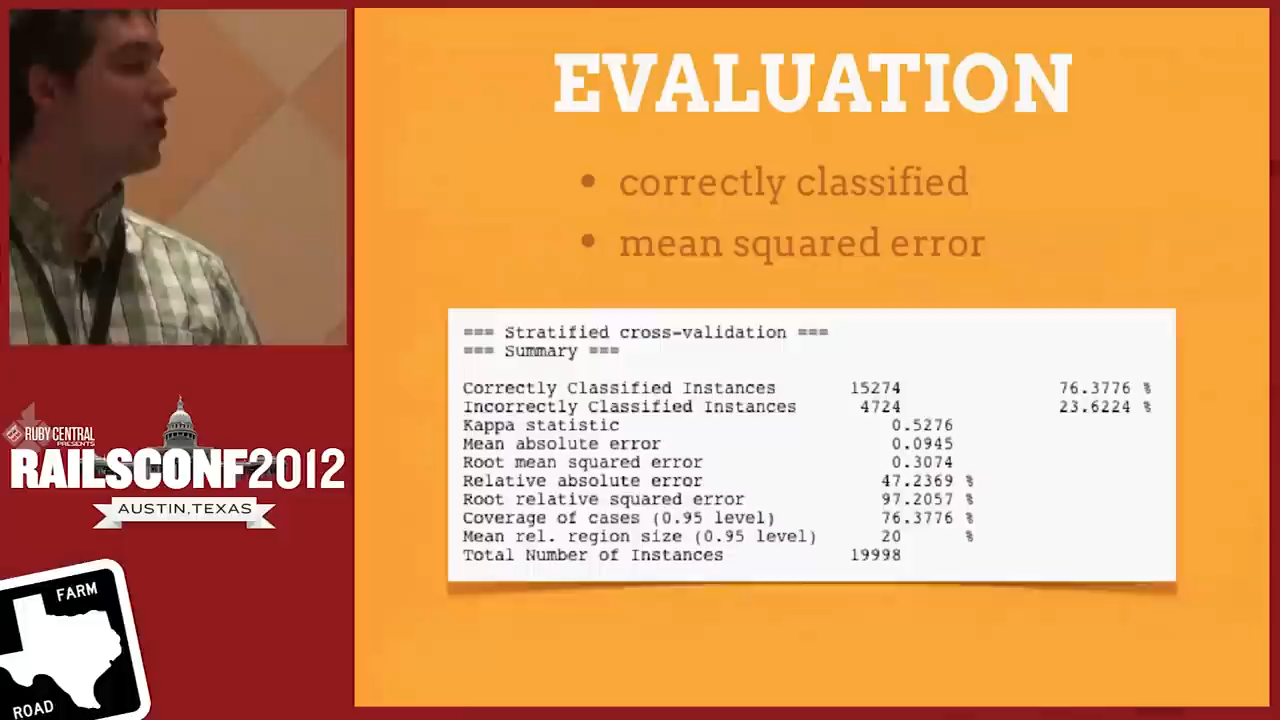 EVALUATION
• correctly classified
• mean squared error
=== Stratified cross-validation ===
=== Summary ===
Correctly Classified Instances 15274 76.3776 %
Incorrectly Classified Instances 4724 23.6224 %
Kappa statistic 0.5276
Mean absolute error 0.0945
Root mean squared error 0.3074
Relative absolute error 47.2369 %
Root relative squared error 97.2057 %
Coverage of cases (0.95 level) 76.3776 %
Mean rel. region size (0.95 level) 20 %
Total Number of Instances 19998
RUBY CENTRAL
PRESENTS
RAILSCONF2012
AUSTIN, TEXAS
FARM
ROAD